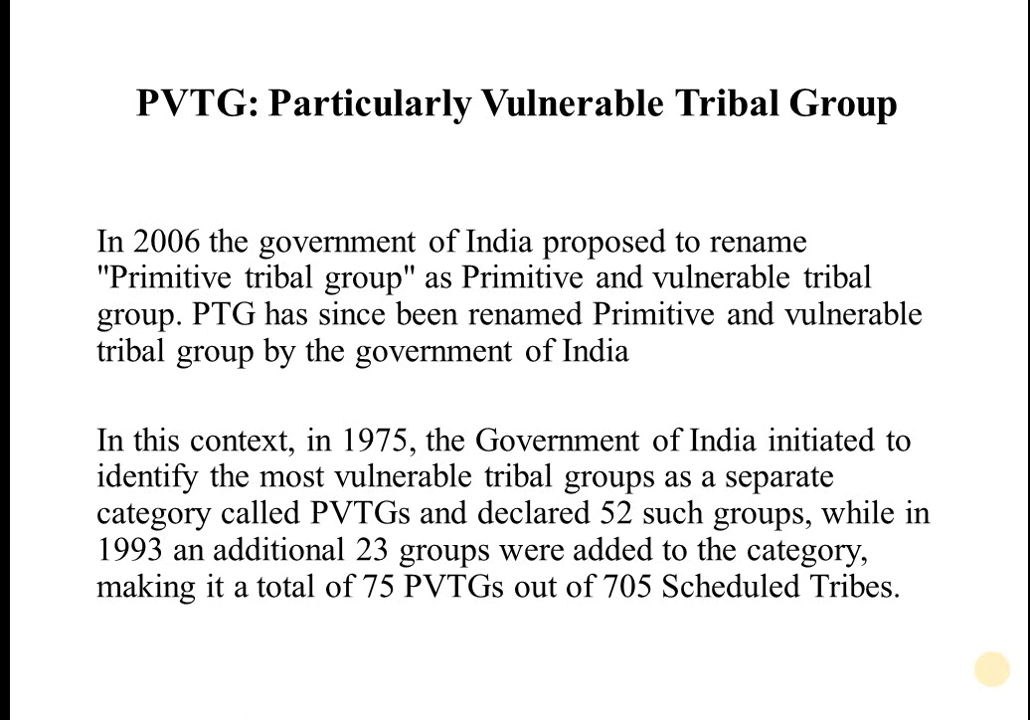 PVTG: Particularly Vulnerable Tribal Group
In 2006 the government of India proposed to rename
"Primitive tribal group" as Primitive and vulnerable tribal
group. PTG has since been renamed Primitive and vulnerable
tribal group by the government of India
In this context, in 1975, the Government of India initiated to
identify the most vulnerable tribal groups as a separate
category called PVTGs and declared 52 such groups, while in
1993 an additional 23 groups were added to the category,
making it a total of 75 PVTGs out of 705 Scheduled Tribes.